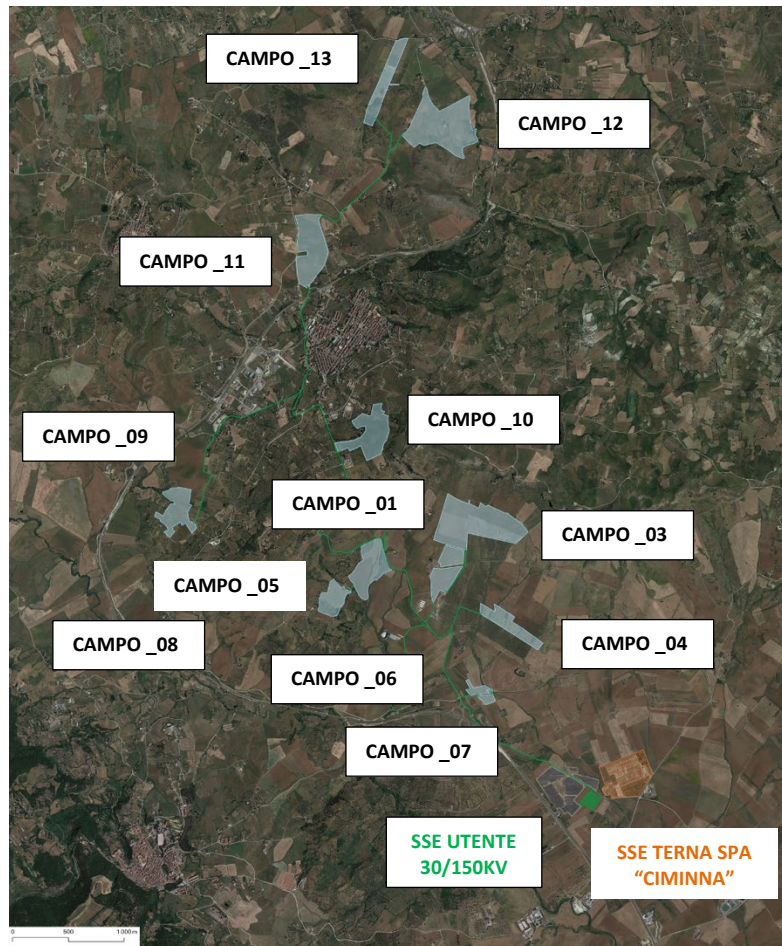 CAMPO _13
CAMPO _12
CAMPO _11
CAMPO _10
CAMPO _09
CAMPO _01
CAMPO _03
CAMPO _05
CAMPO _08
CAMPO _04
CAMPO _06
CAMPO _07
SSE UTENTE
30/150KV
SSE TERNA SPA
“CIMINNA”
0 500 1.000 m